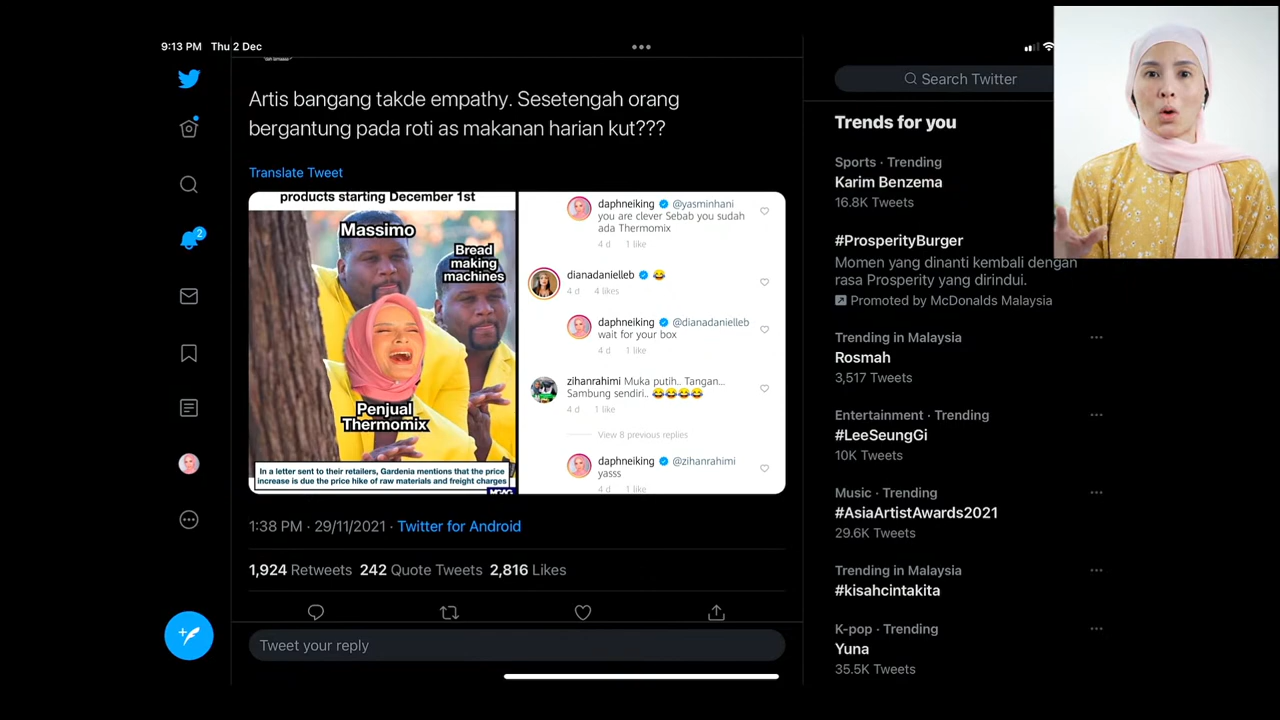 9:13 PM Thu 2 Dec
Artis bangang takde empathy. Sesetengah orang
bergantung pada roti as makanan harian kut???
Translate Tweet
products starting December 1st
Massimo
Bread
making
machines
Penjual
Thermomix
In a letter sent to their retailers, Gardenia mentions that the price
increase is due the price hike of raw materials and freight charges
MGAG
daphneiking @yasminhani
you are clever Sebab you sudah
ada Thermomix
4 d 1 like
dianadanielleb 😂
4 d 4 likes
daphneiking @dianadanielleb
wait for your box
4 d 1 like
zihanrahimi Muka putih.. Tangan...
Sambung sendiri.. 😂😂😂😂
4 d 1 like
View 8 previous replies
daphneiking @zihanrahimi
yasss
4 d 1 like
1:38 PM · 29/11/2021 · Twitter for Android
1,924 Retweets 242 Quote Tweets 2,816 Likes
Tweet your reply
2
Search Twitter
Trends for you
Sports · Trending
Karim Benzema
16.8K Tweets
#ProsperityBurger
Momen yang dinanti kembali dengan
rasa Prosperity yang dirindui.
Promoted by McDonalds Malaysia
Trending in Malaysia
Rosmah
3,517 Tweets
Entertainment · Trending
#LeeSeungGi
10K Tweets
Music · Trending
#AsiaArtistAwards2021
29.6K Tweets
Trending in Malaysia
#kisahcintakita
K-pop · Trending
Yuna
35.5K Tweets